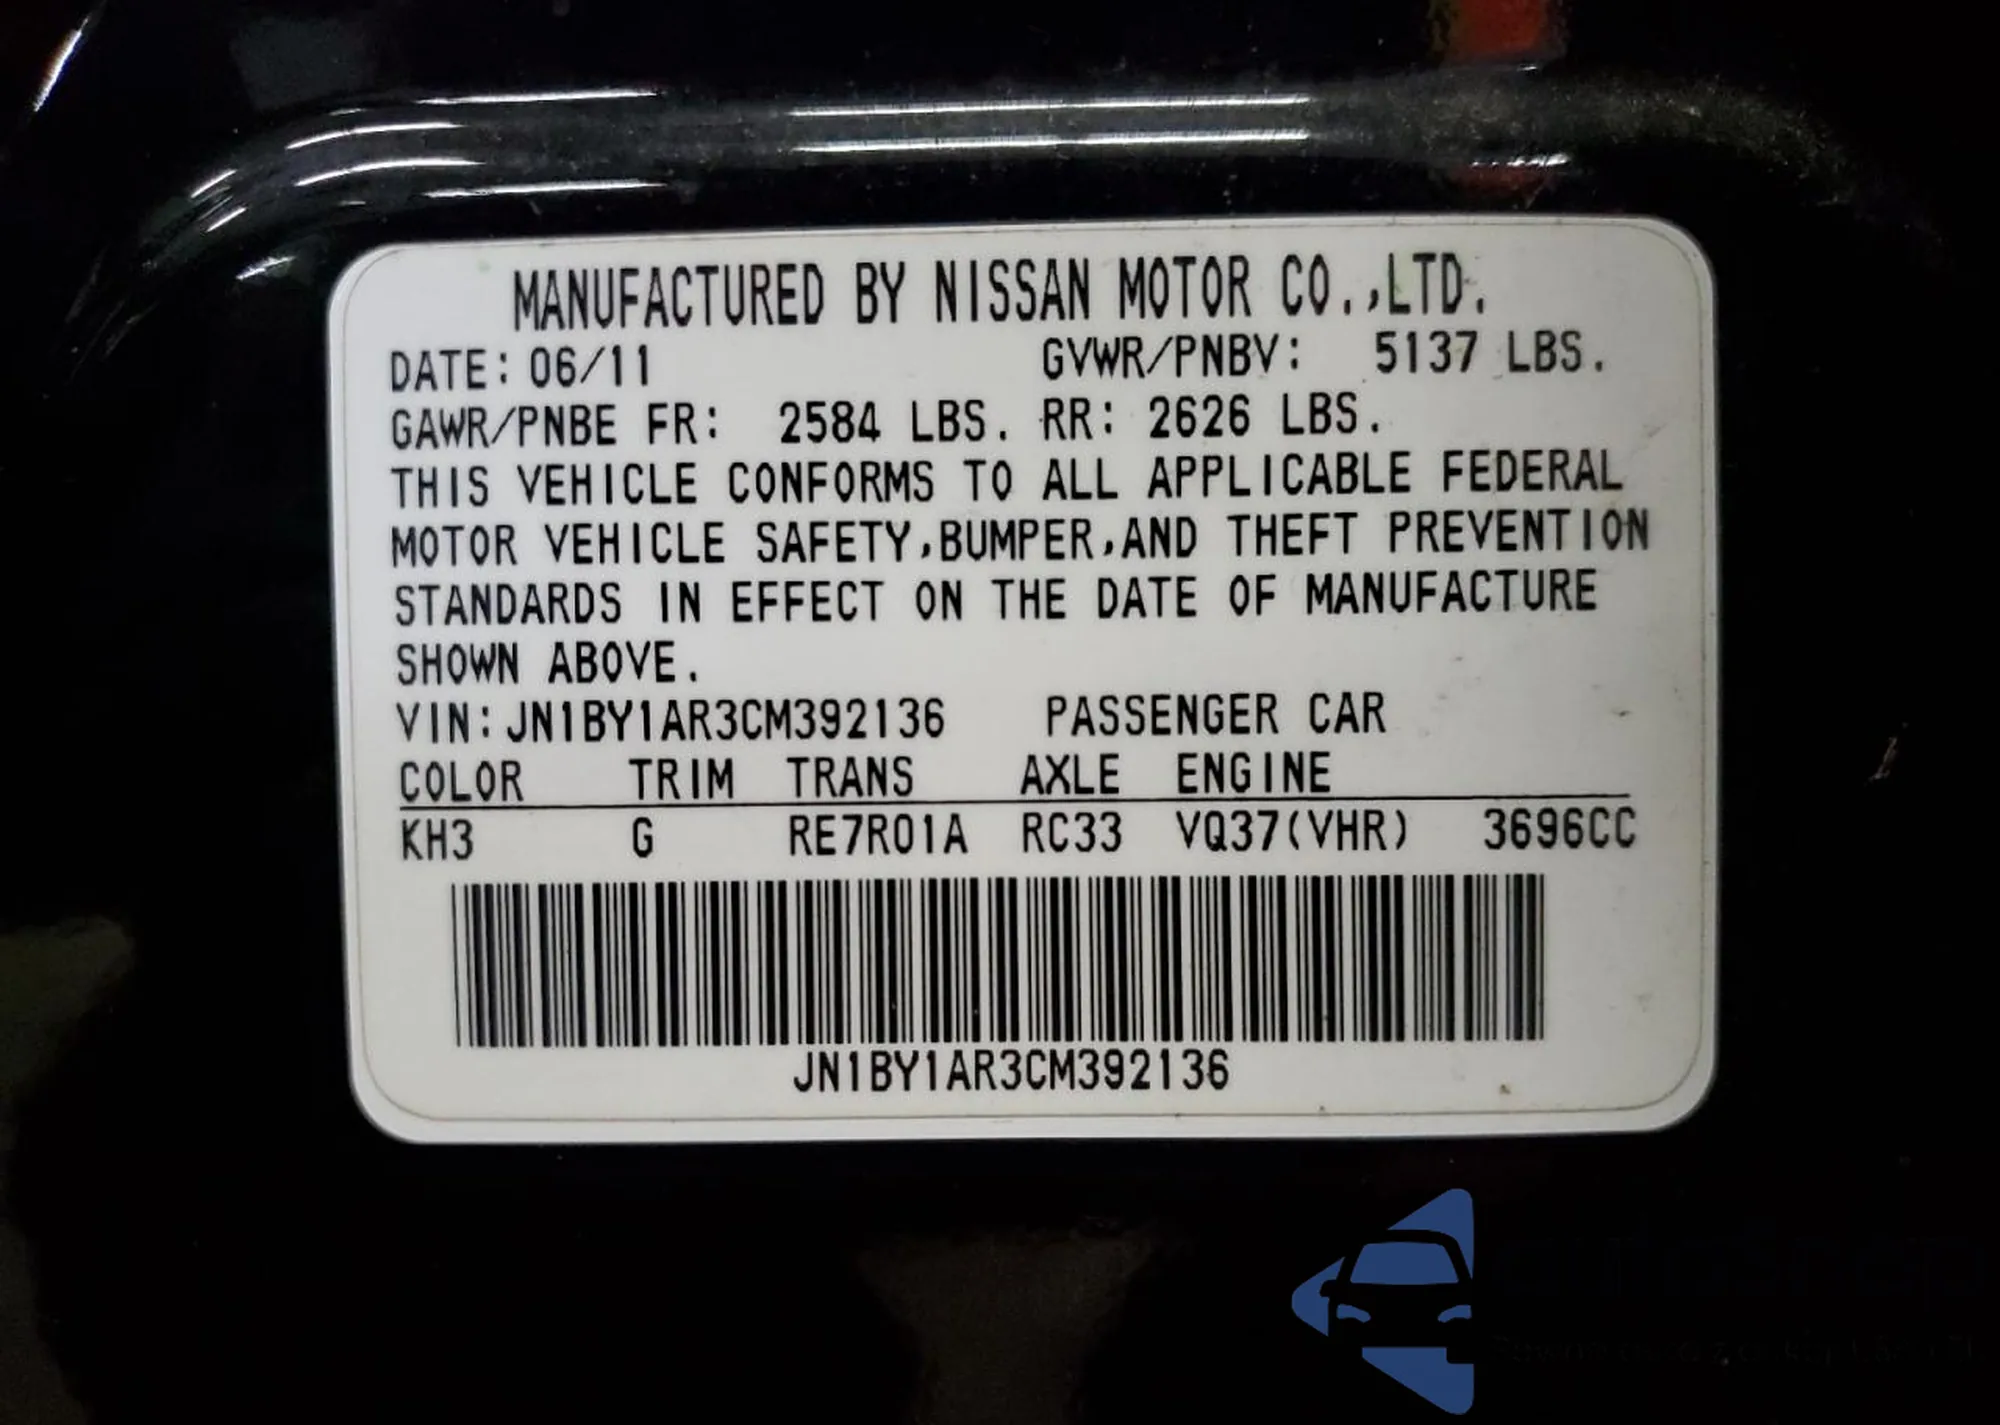 MANUFACTURED BY NISSAN MOTOR CO.,LTD.
DATE: 06/11 GVWR/PNBV: 5137 LBS.
GAWR/PNBE FR: 2584 LBS. RR: 2626 LBS.
THIS VEHICLE CONFORMS TO ALL APPLICABLE FEDERAL
MOTOR VEHICLE SAFETY,BUMPER,AND THEFT PREVENTION
STANDARDS IN EFFECT ON THE DATE OF MANUFACTURE
SHOWN ABOVE.
VIN: JN1BY1AR3CM392136 PASSENGER CAR
COLOR TRIM TRANS AXLE ENGINE
KH3 G RE7R01A RC33 VQ37(VHR) 3696CC
JN1BY1AR3CM392136